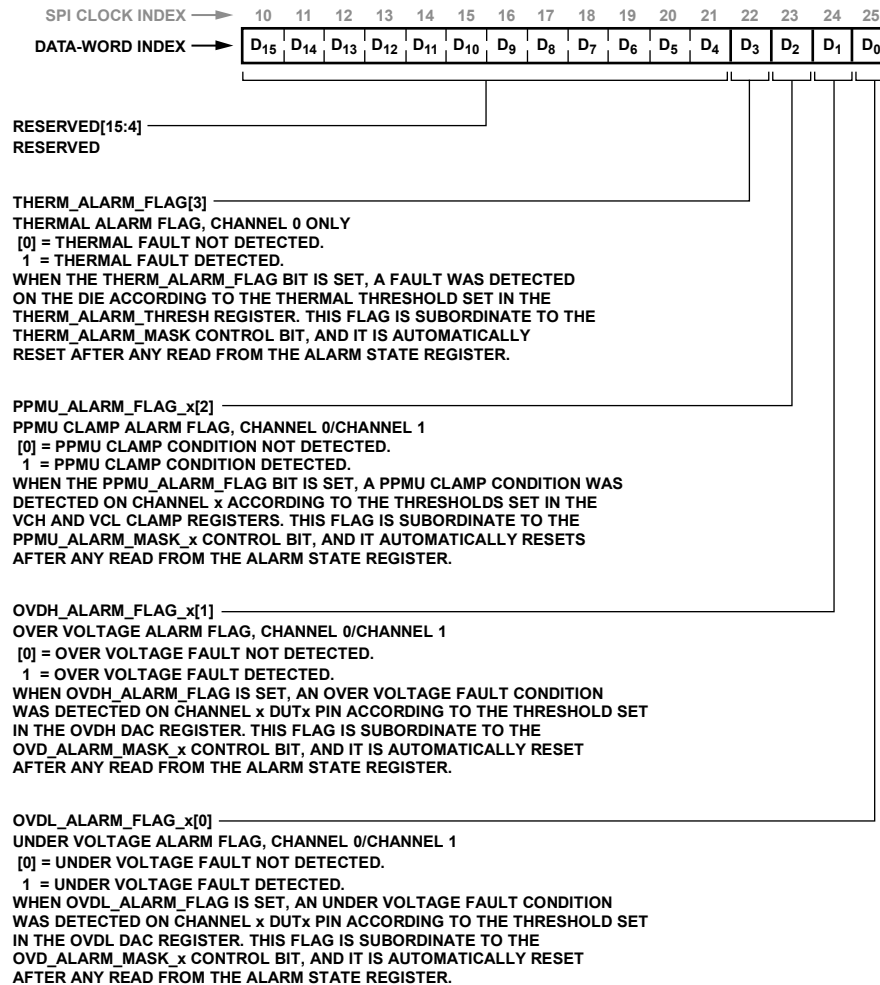 SPI CLOCK INDEX 10 11 12 13 14 15 16 17 18 19 20 21 22 23 24 25
DATA-WORD INDEX D15 D14 D13 D12 D11 D10 D9 D8 D7 D6 D5 D4 D3 D2 D1 D0
RESERVED[15:4]
RESERVED
THERM_ALARM_FLAG[3]
THERMAL ALARM FLAG, CHANNEL 0 ONLY
[0] = THERMAL FAULT NOT DETECTED.
1 = THERMAL FAULT DETECTED.
WHEN THE THERM_ALARM_FLAG BIT IS SET, A FAULT WAS DETECTED
ON THE DIE ACCORDING TO THE THERMAL THRESHOLD SET IN THE
THERM_ALARM_THRESH REGISTER. THIS FLAG IS SUBORDINATE TO THE
THERM_ALARM_MASK CONTROL BIT, AND IT IS AUTOMATICALLY
RESET AFTER ANY READ FROM THE ALARM STATE REGISTER.
PPMU_ALARM_FLAG_x[2]
PPMU CLAMP ALARM FLAG, CHANNEL 0/CHANNEL 1
[0] = PPMU CLAMP CONDITION NOT DETECTED.
1 = PPMU CLAMP CONDITION DETECTED.
WHEN THE PPMU_ALARM_FLAG BIT IS SET, A PPMU CLAMP CONDITION WAS
DETECTED ON CHANNEL x ACCORDING TO THE THRESHOLDS SET IN THE
VCH AND VCL CLAMP REGISTERS. THIS FLAG IS SUBORDINATE TO THE
PPMU_ALARM_MASK_x CONTROL BIT, AND IT AUTOMATICALLY RESETS
AFTER ANY READ FROM THE ALARM STATE REGISTER.
OVDH_ALARM_FLAG_x[1]
OVER VOLTAGE ALARM FLAG, CHANNEL 0/CHANNEL 1
[0] = OVER VOLTAGE FAULT NOT DETECTED.
1 = OVER VOLTAGE FAULT DETECTED.
WHEN OVDH_ALARM_FLAG IS SET, AN OVER VOLTAGE FAULT CONDITION
WAS DETECTED ON CHANNEL x DUTx PIN ACCORDING TO THE THRESHOLD SET
IN THE OVDH DAC REGISTER. THIS FLAG IS SUBORDINATE TO THE
OVD_ALARM_MASK_x CONTROL BIT, AND IT IS AUTOMATICALLY RESET
AFTER ANY READ FROM THE ALARM STATE REGISTER.
OVDL_ALARM_FLAG_x[0]
UNDER VOLTAGE ALARM FLAG, CHANNEL 0/CHANNEL 1
[0] = UNDER VOLTAGE FAULT NOT DETECTED.
1 = UNDER VOLTAGE FAULT DETECTED.
WHEN OVDL_ALARM_FLAG IS SET, AN UNDER VOLTAGE FAULT CONDITION
WAS DETECTED ON CHANNEL x DUTx PIN ACCORDING TO THE THRESHOLD SET
IN THE OVDL DAC REGISTER. THIS FLAG IS SUBORDINATE TO THE
OVD_ALARM_MASK_x CONTROL BIT, AND IT IS AUTOMATICALLY RESET
AFTER ANY READ FROM THE ALARM STATE REGISTER.